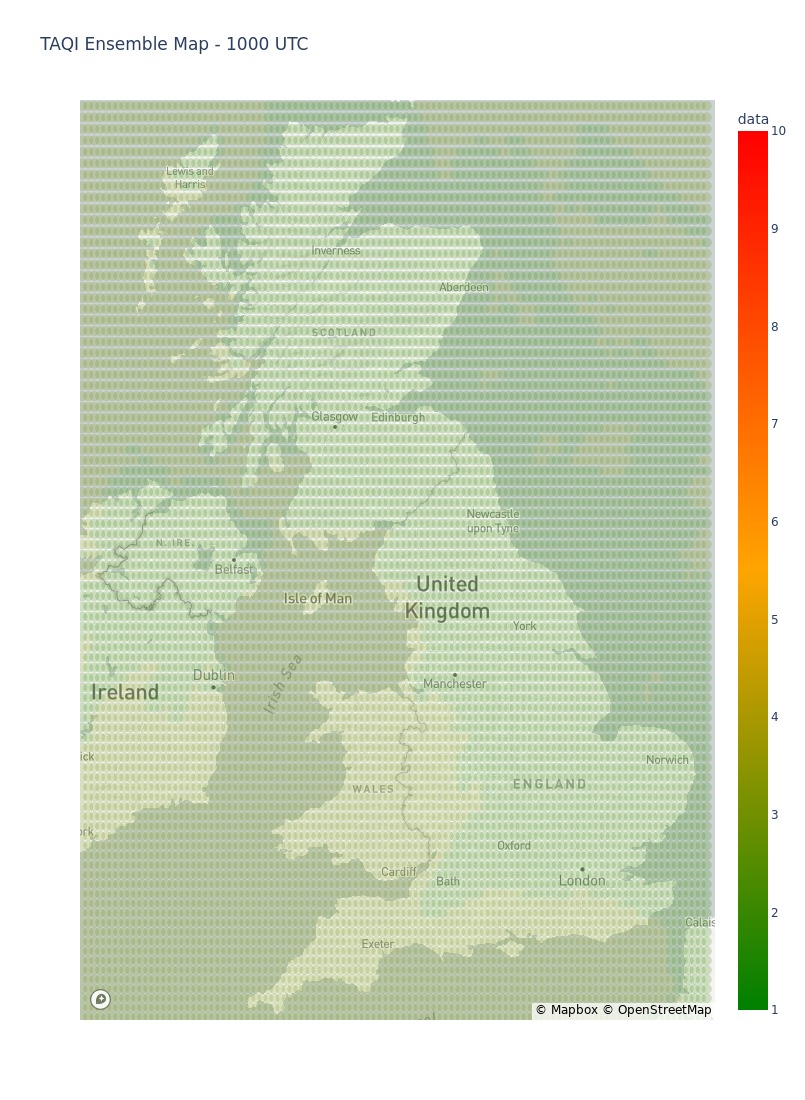 TAQI Ensemble Map - 1000 UTC
data
10
9
8
7
6
5
4
3
2
1
Lewis and
Harris
Inverness
Aberdeen
SCOTLAND
Glasgow
Edinburgh
Newcastle
upon Tyne
N. IRE.
Belfast
Isle of Man
United
Kingdom
York
Irish Sea
Dublin
Manchester
Ireland
ick
Norwich
WALES
ENGLAND
ork
Oxford
Cardiff
Bath
London
Calais
Exeter
© Mapbox © OpenStreetMap